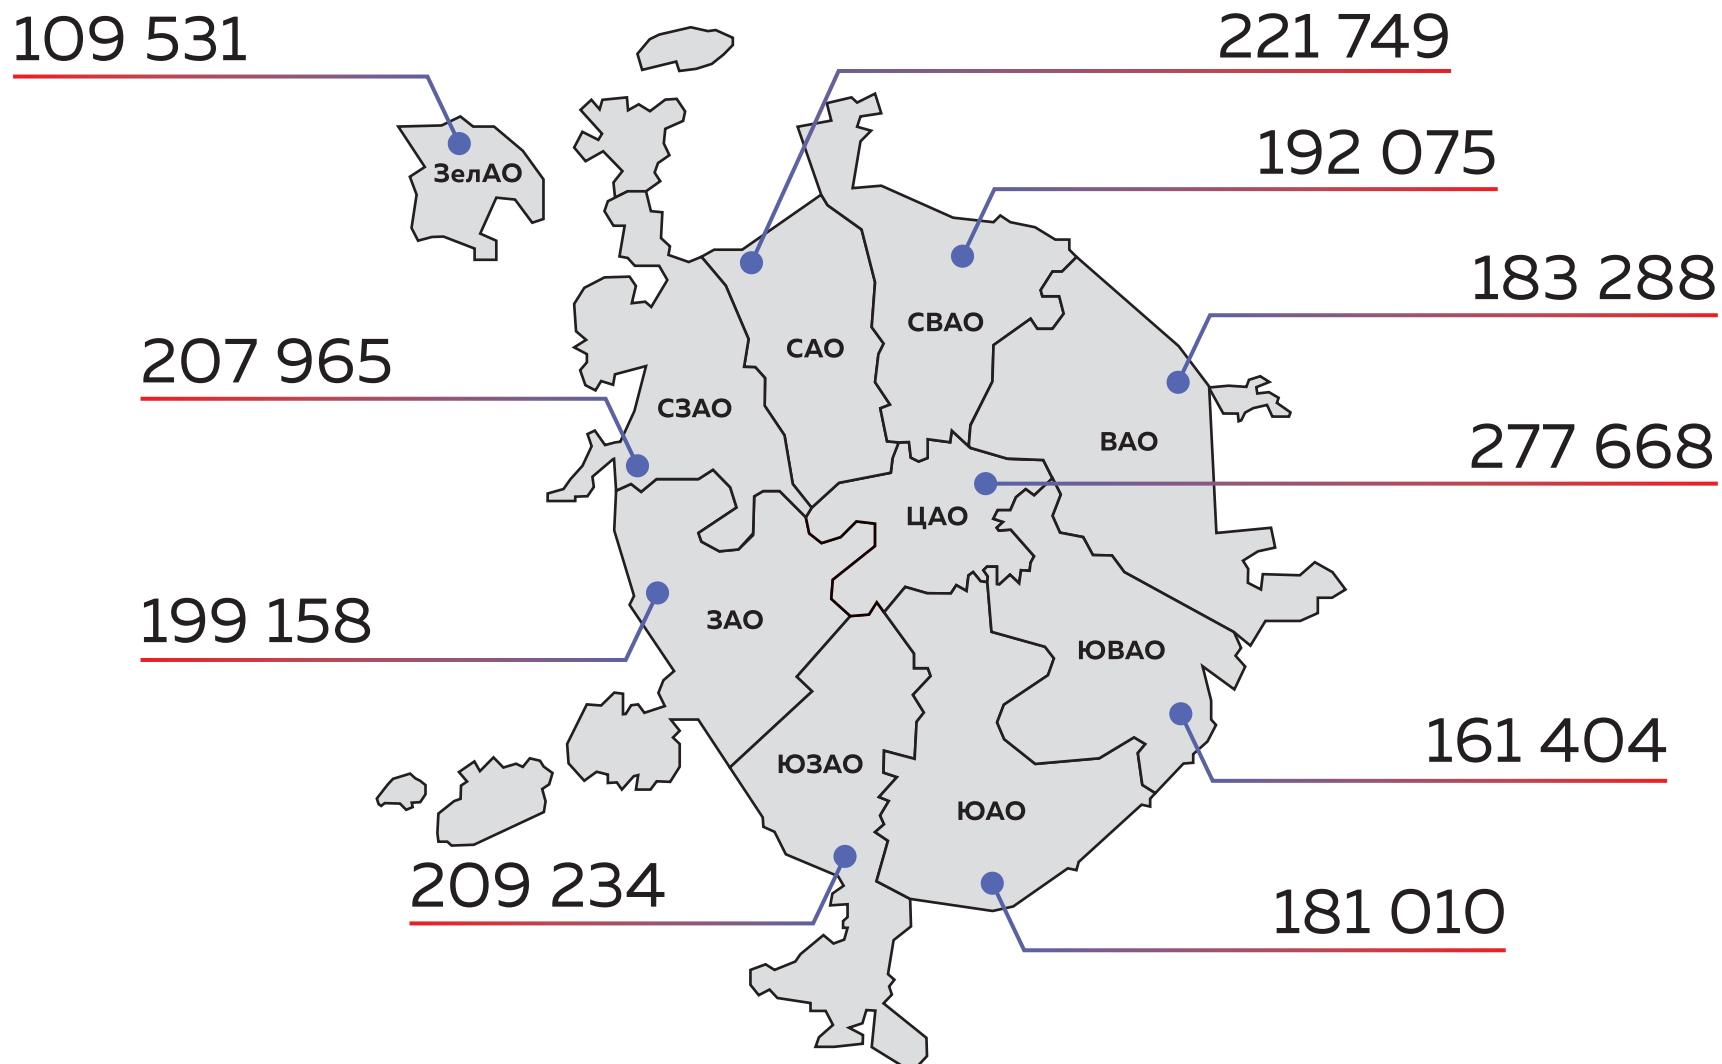 109 531
221 749
192 075
ЗелАО
183 288
СВАО
САО
207 965
СЗАО
ВАО
277 668
ЦАО
199 158
ЗАО
ЮВАО
161 404
ЮЗАО
ЮАО
209 234
181 010